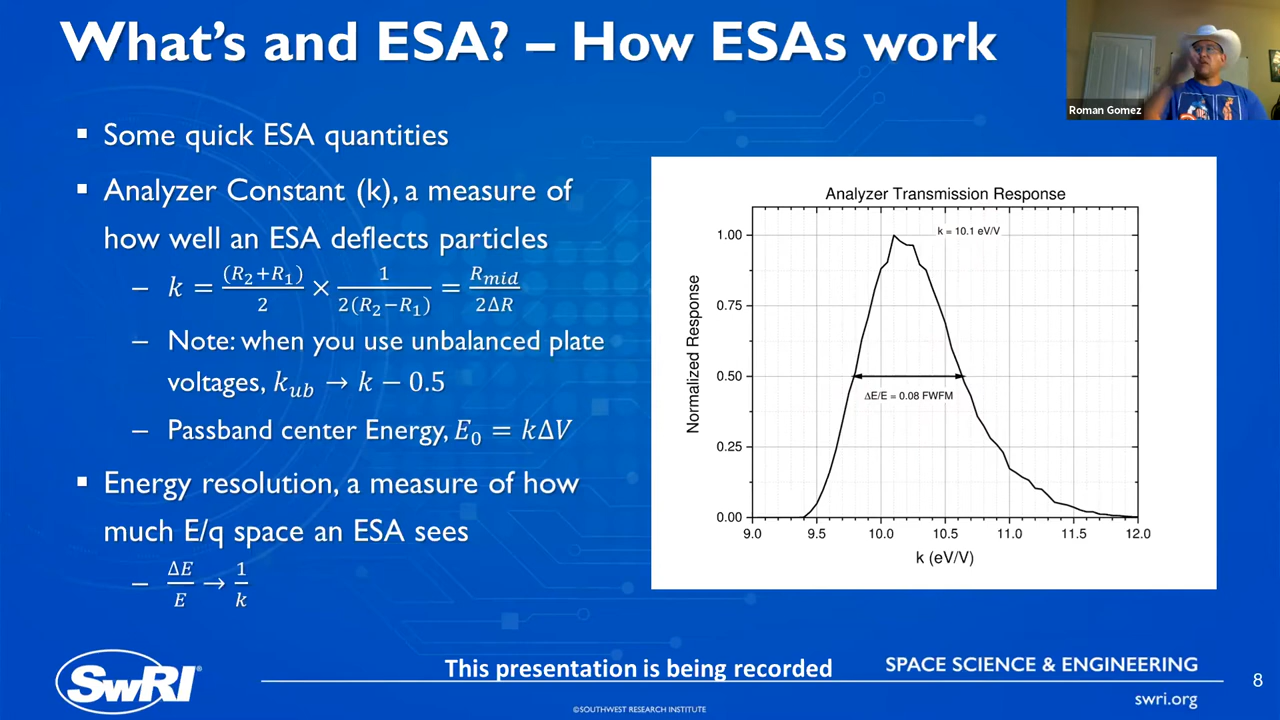 What's and ESA? – How ESAs work
Roman Gomez
▪ Some quick ESA quantities
▪ Analyzer Constant (k), a measure of
how well an ESA deflects particles
– k = (R₂+R₁)/2 × 1/2(R₂−R₁) = R_mid/2ΔR
– Note: when you use unbalanced plate
voltages, k_ub → k − 0.5
– Passband center Energy, E₀ = kΔV
▪ Energy resolution, a measure of how
much E/q space an ESA sees
– ΔE/E → 1/k
Analyzer Transmission Response
k = 10.1 eV/V
ΔE/E = 0.08 FWFM
Normalized Response
1.00
0.75
0.50
0.25
0.00
9.0 9.5 10.0 10.5 11.0 11.5 12.0
k (eV/V)
SwRI®
This presentation is being recorded
SPACE SCIENCE & ENGINEERING
8
swri.org
©SOUTHWEST RESEARCH INSTITUTE